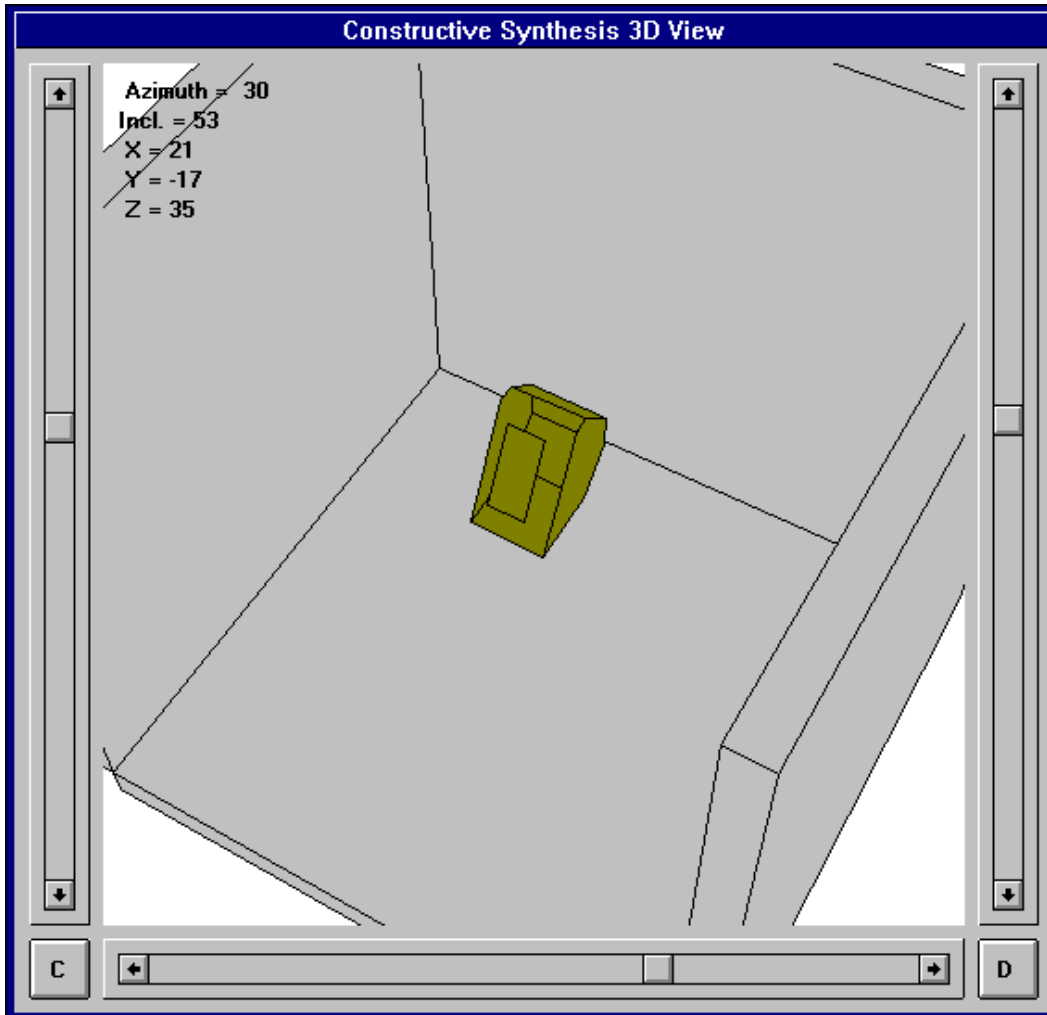 Constructive Synthesis 3D View
Azimuth = 30
Incl. = 53
X = 21
Y = -17
Z = 35
C
D